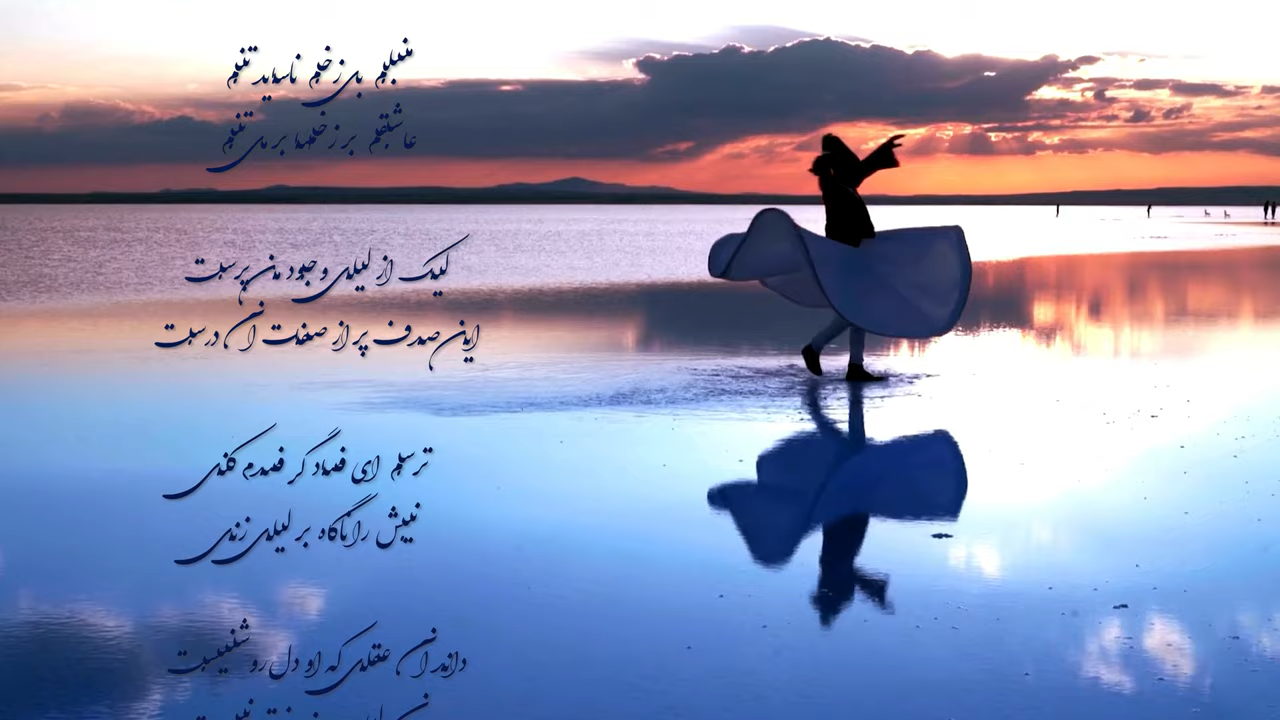 منبلم بی زخم ناساید تنم
عاشقم بر زخمها بر می تنم
لیک از لیلی وجود من پرست
این صدف پر از صفات آن درست
ترسم ای فصاد گر فصدم کنی
نیش را ناگاه بر لیلی زنی
داند آن عقلی که او دل روشنیست